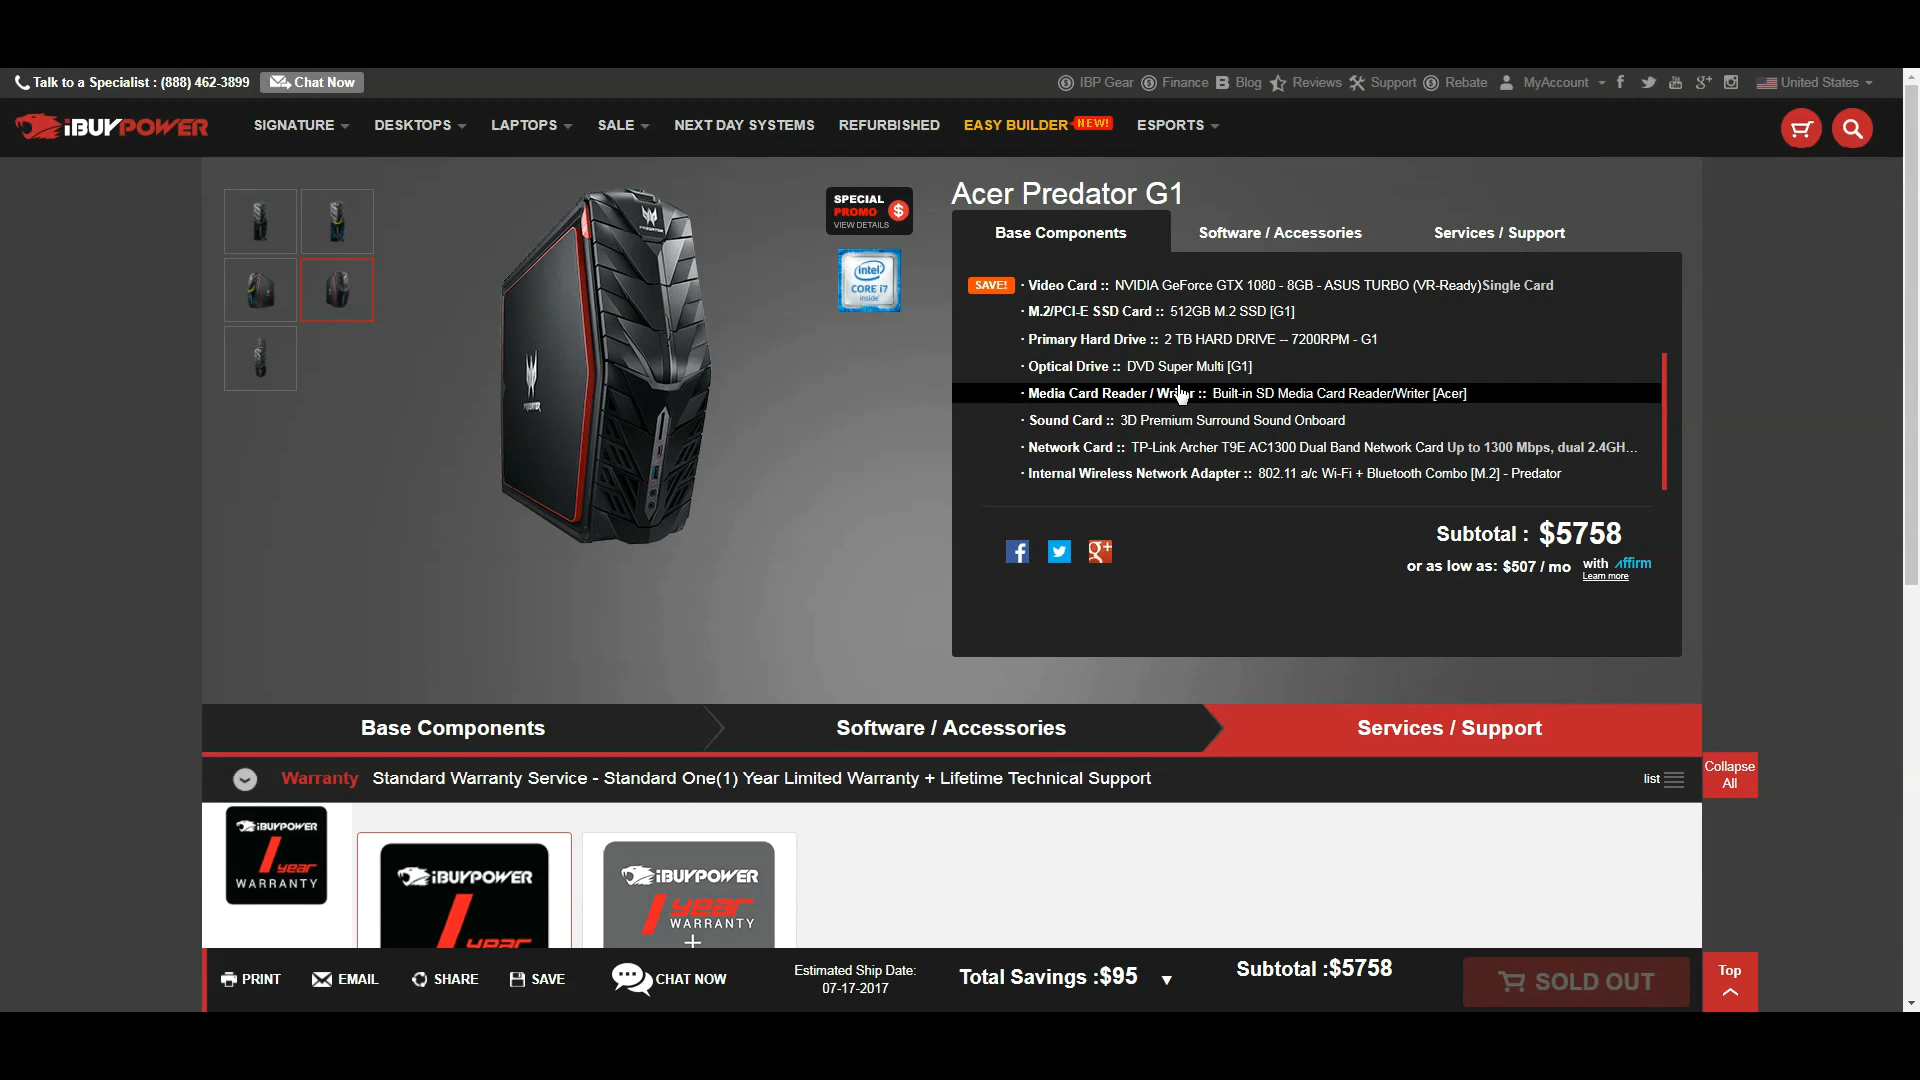 Talk to a Specialist : (888) 462-3899
Chat Now
IBP Gear
Finance
Blog
Reviews
Support
Rebate
MyAccount
United States
iBUYPOWER
SIGNATURE
DESKTOPS
LAPTOPS
SALE
NEXT DAY SYSTEMS
REFURBISHED
EASY BUILDER NEW!
ESPORTS
SPECIAL
PROMO $
VIEW DETAILS
intel
CORE i7
inside
PREDATOR
PREDATOR
Acer Predator G1
Base Components
Software / Accessories
Services / Support
SAVE! · Video Card :: NVIDIA GeForce GTX 1080 - 8GB - ASUS TURBO (VR-Ready)Single Card
· M.2/PCI-E SSD Card :: 512GB M.2 SSD [G1]
· Primary Hard Drive :: 2 TB HARD DRIVE -- 7200RPM - G1
· Optical Drive :: DVD Super Multi [G1]
· Media Card Reader / Writer :: Built-in SD Media Card Reader/Writer [Acer]
· Sound Card :: 3D Premium Surround Sound Onboard
· Network Card :: TP-Link Archer T9E AC1300 Dual Band Network Card Up to 1300 Mbps, dual 2.4GH...
· Internal Wireless Network Adapter :: 802.11 a/c Wi-Fi + Bluetooth Combo [M.2] - Predator
Subtotal : $5758
or as low as: $507 / mo with affirm
Learn more
Base Components
Software / Accessories
Services / Support
Warranty Standard Warranty Service - Standard One(1) Year Limited Warranty + Lifetime Technical Support
list
Collapse
All
iBUYPOWER
1 year
WARRANTY
iBUYPOWER
1 year
iBUYPOWER
1 year
WARRANTY
+
PRINT
EMAIL
SHARE
SAVE
CHAT NOW
Estimated Ship Date:
07-17-2017
Total Savings :$95
Subtotal :$5758
SOLD OUT
Top